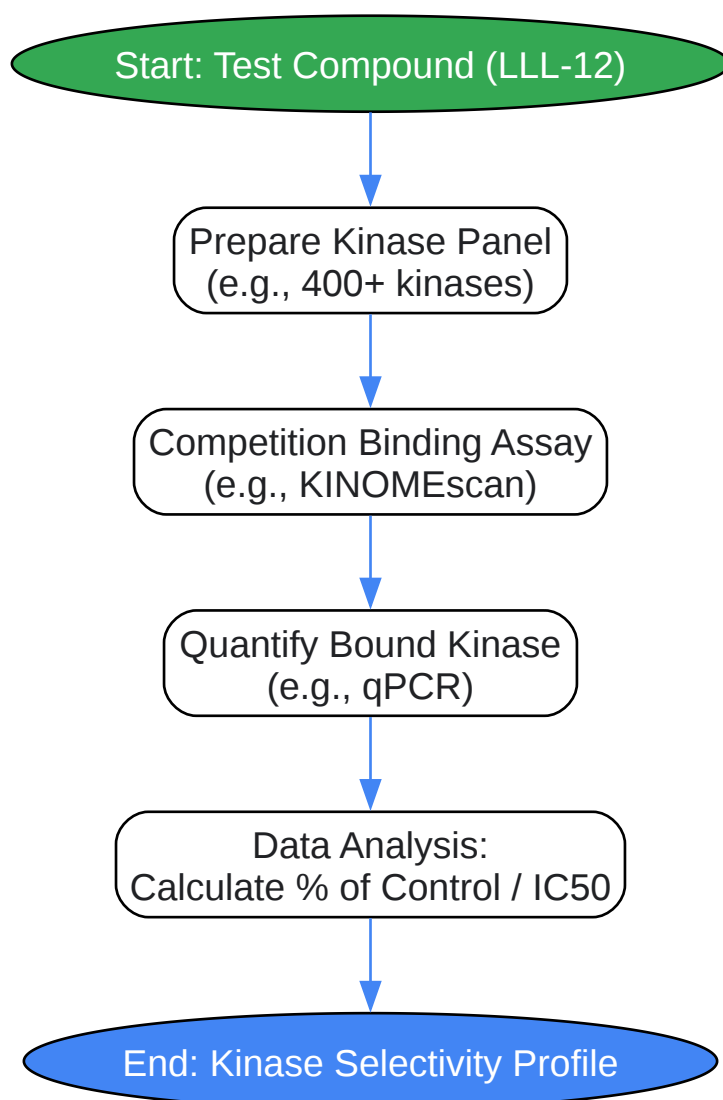 Start: Test Compound (LLL-12)
Prepare Kinase Panel
(e.g., 400+ kinases)
Competition Binding Assay
(e.g., KINOMEscan)
Quantify Bound Kinase
(e.g., qPCR)
Data Analysis:
Calculate % of Control / IC50
End: Kinase Selectivity Profile